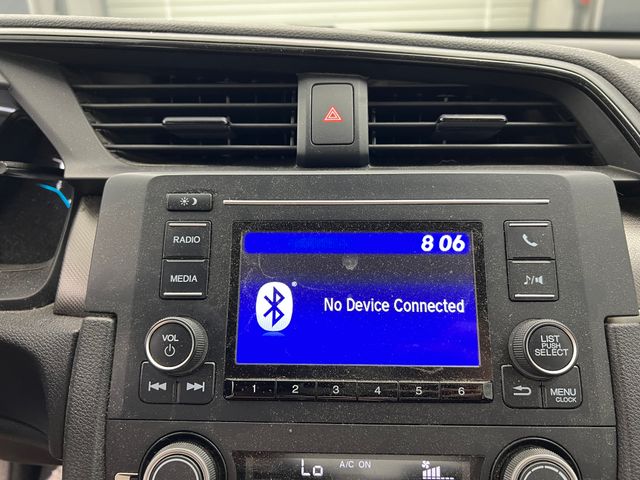 8 06
RADIO
MEDIA
No Device Connected
VOL
LIST
PUSH
SELECT
1 2 3 4 5 6
MENU
CLOCK
Lo A/C ON